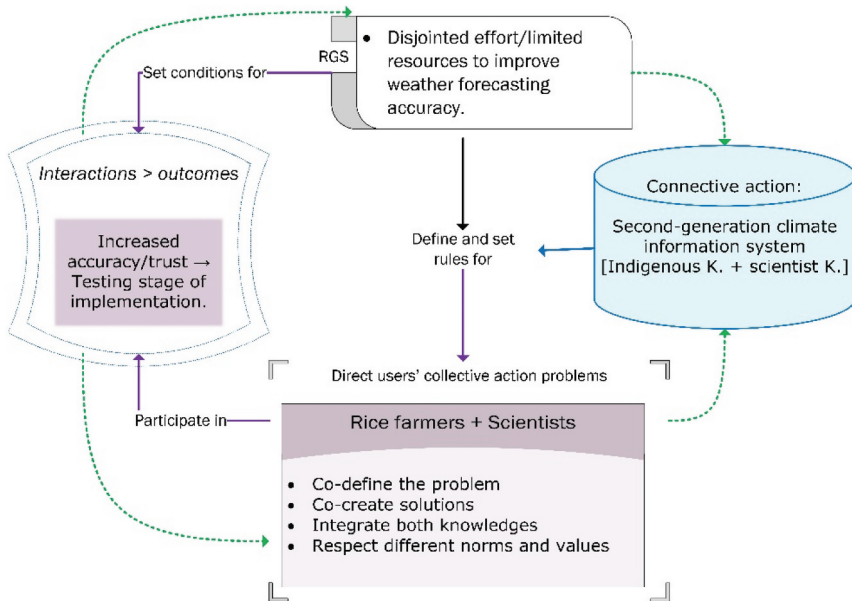 RGS
• Disjointed effort/limited
resources to improve
weather forecasting
accuracy.
Set conditions for
Interactions > outcomes
Increased
accuracy/trust →
Testing stage of
implementation.
Connective action:
Second-generation climate
information system
[Indigenous K. + scientist K.]
Define and set
rules for
Direct users’ collective action problems
Participate in
Rice farmers + Scientists
• Co-define the problem
• Co-create solutions
• Integrate both knowledges
• Respect different norms and values